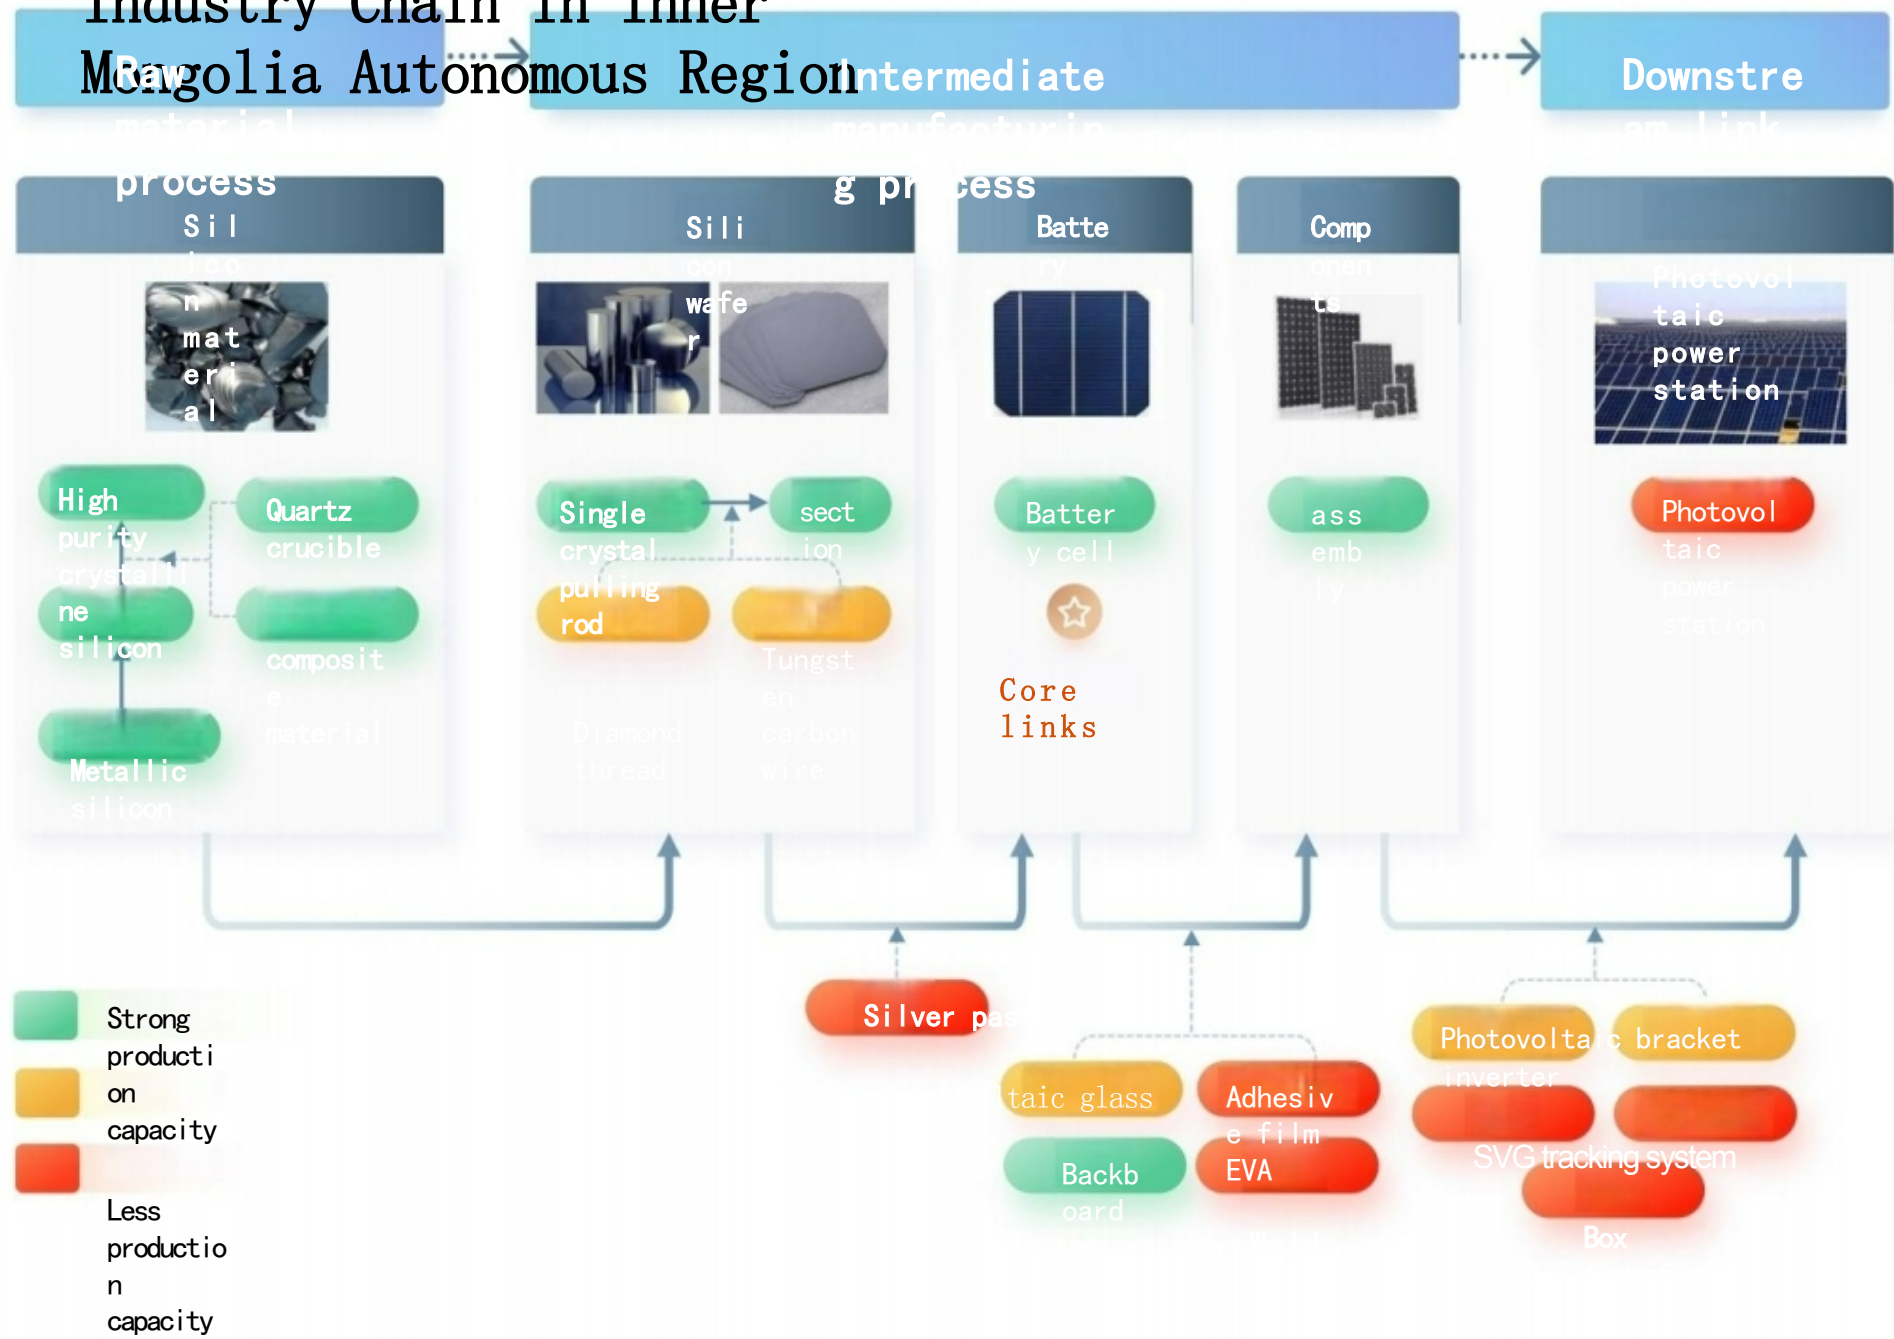 Industry Chain in Inner
Mongolia Autonomous Region
Raw
material
process
Intermediate
manufacturin
g process
Downstre
am link
Sil
ico
n
mat
eri
al
Sili
con
wafe
r
Batte
ry
Comp
onen
ts
Photovol
taic
power
station
High
purity
crystalli
ne
silicon
Quartz
crucible
composit
e
material
Metallic
silicon
Single
crystal
pulling
rod
sect
ion
Diamond
thread
Tungst
en
carbon
wire
Batter
y cell
Core
links
ass
emb
ly
Photovol
taic
power
station
Strong
producti
on
capacity
Less
productio
n
capacity
Silver pas
taic glass
Adhesiv
e film
EVA
Backb
oard
Photovoltaic bracket
inverter
SVG tracking system
Box